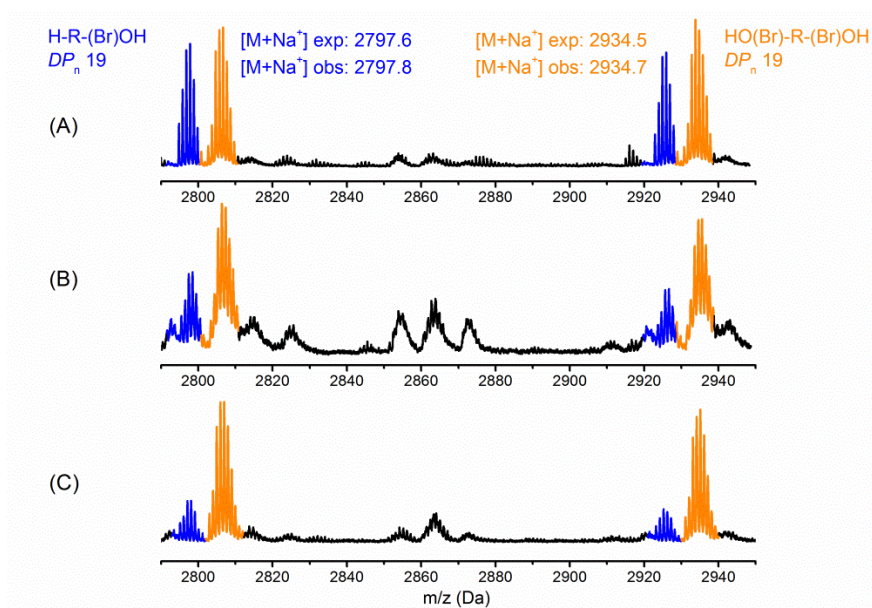 H-R-(Br)OH
DPn 19
[M+Na+] exp: 2797.6
[M+Na+] obs: 2797.8
[M+Na+] exp: 2934.5
[M+Na+] obs: 2934.7
HO(Br)-R-(Br)OH
DPn 19
(A)
2800 2820 2840 2860 2880 2900 2920 2940
(B)
2800 2820 2840 2860 2880 2900 2920 2940
(C)
2800 2820 2840 2860 2880 2900 2920 2940
m/z (Da)